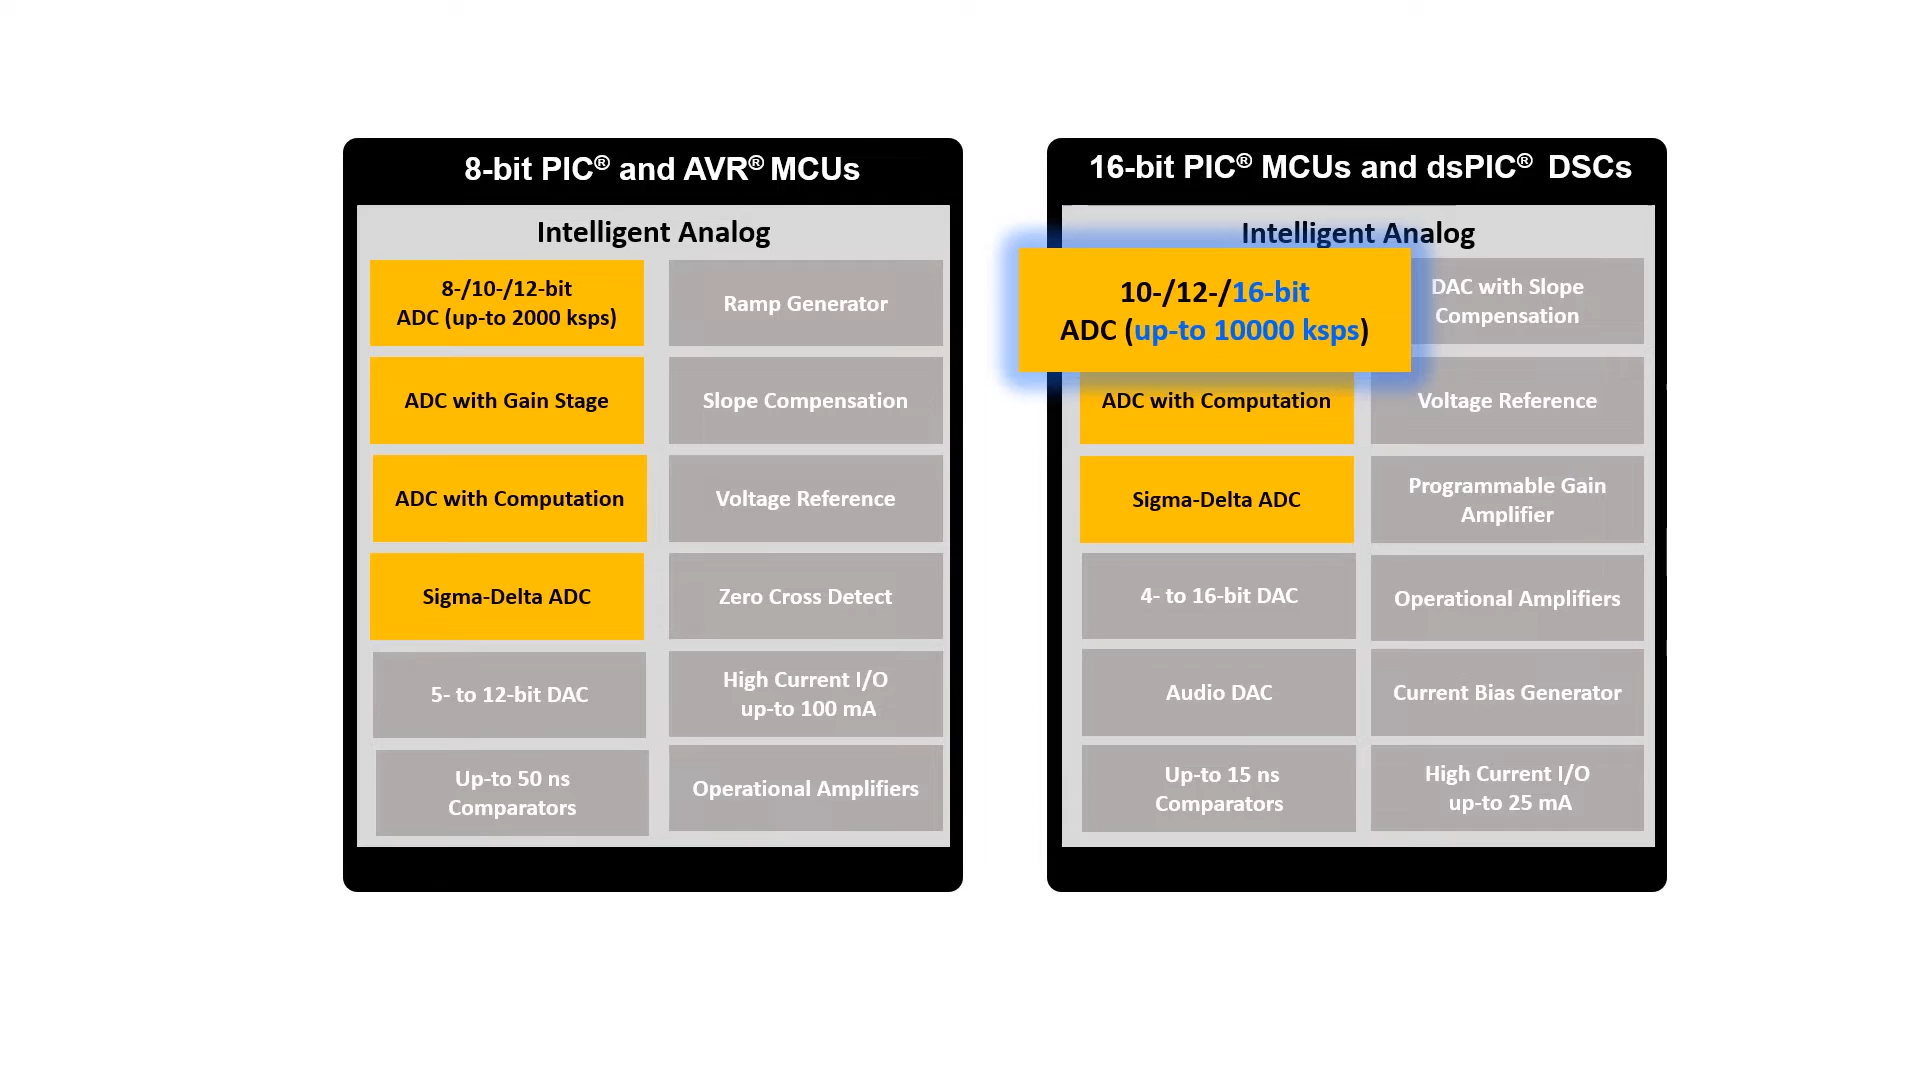 8-bit PIC® and AVR® MCUs
Intelligent Analog
8-/10-/12-bit
ADC (up-to 2000 ksps)
Ramp Generator
ADC with Gain Stage
Slope Compensation
ADC with Computation
Voltage Reference
Sigma-Delta ADC
Zero Cross Detect
5- to 12-bit DAC
High Current I/O
up-to 100 mA
Up-to 50 ns
Comparators
Operational Amplifiers
16-bit PIC® MCUs and dsPIC® DSCs
Intelligent Analog
10-/12-/16-bit
ADC (up-to 10000 ksps)
DAC with Slope
Compensation
ADC with Computation
Voltage Reference
Sigma-Delta ADC
Programmable Gain
Amplifier
4- to 16-bit DAC
Operational Amplifiers
Audio DAC
Current Bias Generator
Up-to 15 ns
Comparators
High Current I/O
up-to 25 mA